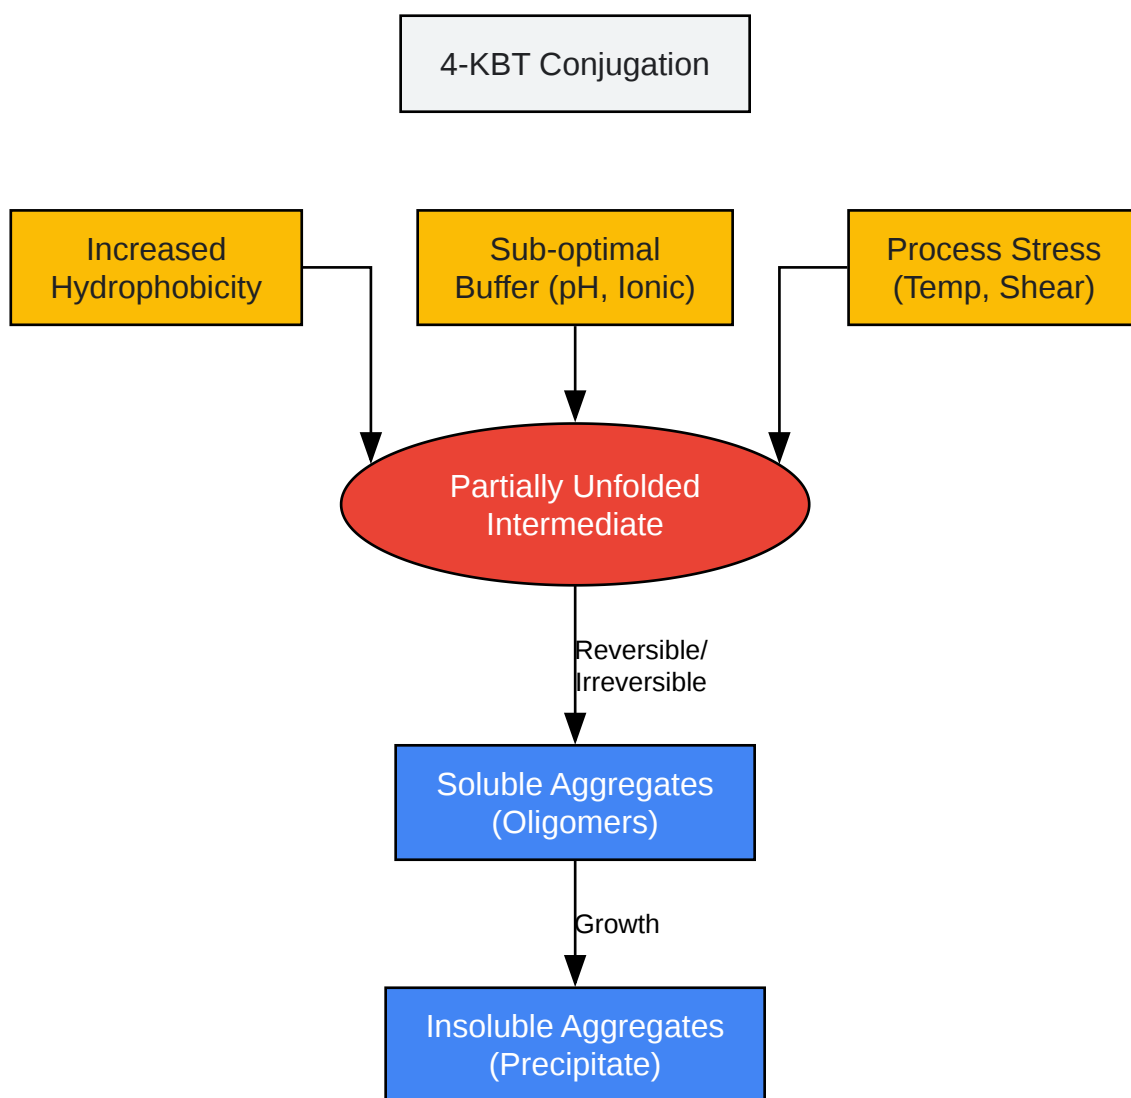 4-KBT Conjugation
Increased
Hydrophobicity
Sub-optimal
Buffer (pH, Ionic)
Process Stress
(Temp, Shear)
Partially Unfolded
Intermediate
Reversible/
Irreversible
Soluble Aggregates
(Oligomers)
Growth
Insoluble Aggregates
(Precipitate)